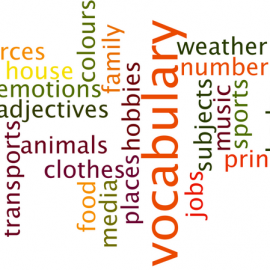 rces
house
emotions
adjectives
transports
animals
clothes
food
media
colours
family
hobbies
places
vocabulary
weather
number
subjects
music
sports
prin
jobs